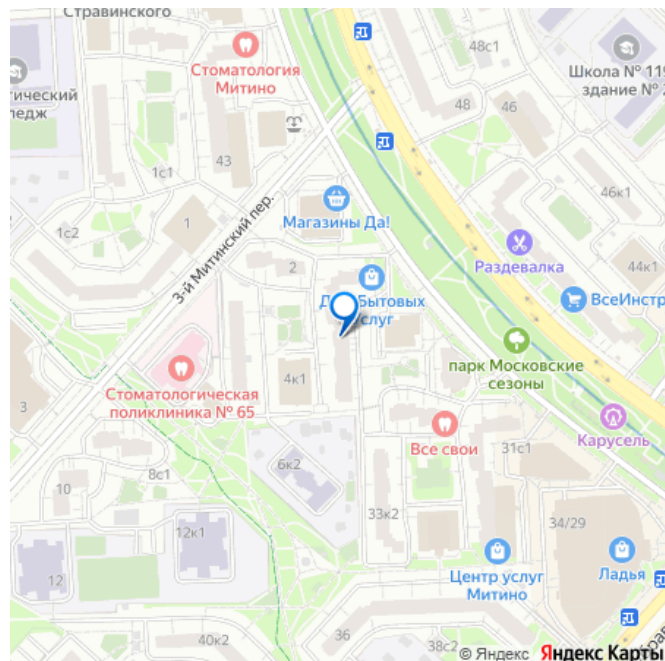 Стравинского
48с1
Стоматология
Митино
Школа № 119
здание № 2
гический
ледж
48
46
43
1с1
46к1
3-й Митинский пер.
Магазины Да!
1
1с2
Раздевалка
44к1
2
Бытовых
слуг
ВсеИнстр
парк Московские
сезоны
4к1
Стоматологическая
поликлиника № 65
3
Карусель
Все свои
31с1
6к2
8с1
10
33к2
34/29
12к1
Центр услуг
Митино
Ладья
12
36
38с2
40к2
© Яндекс Яндекс Карты